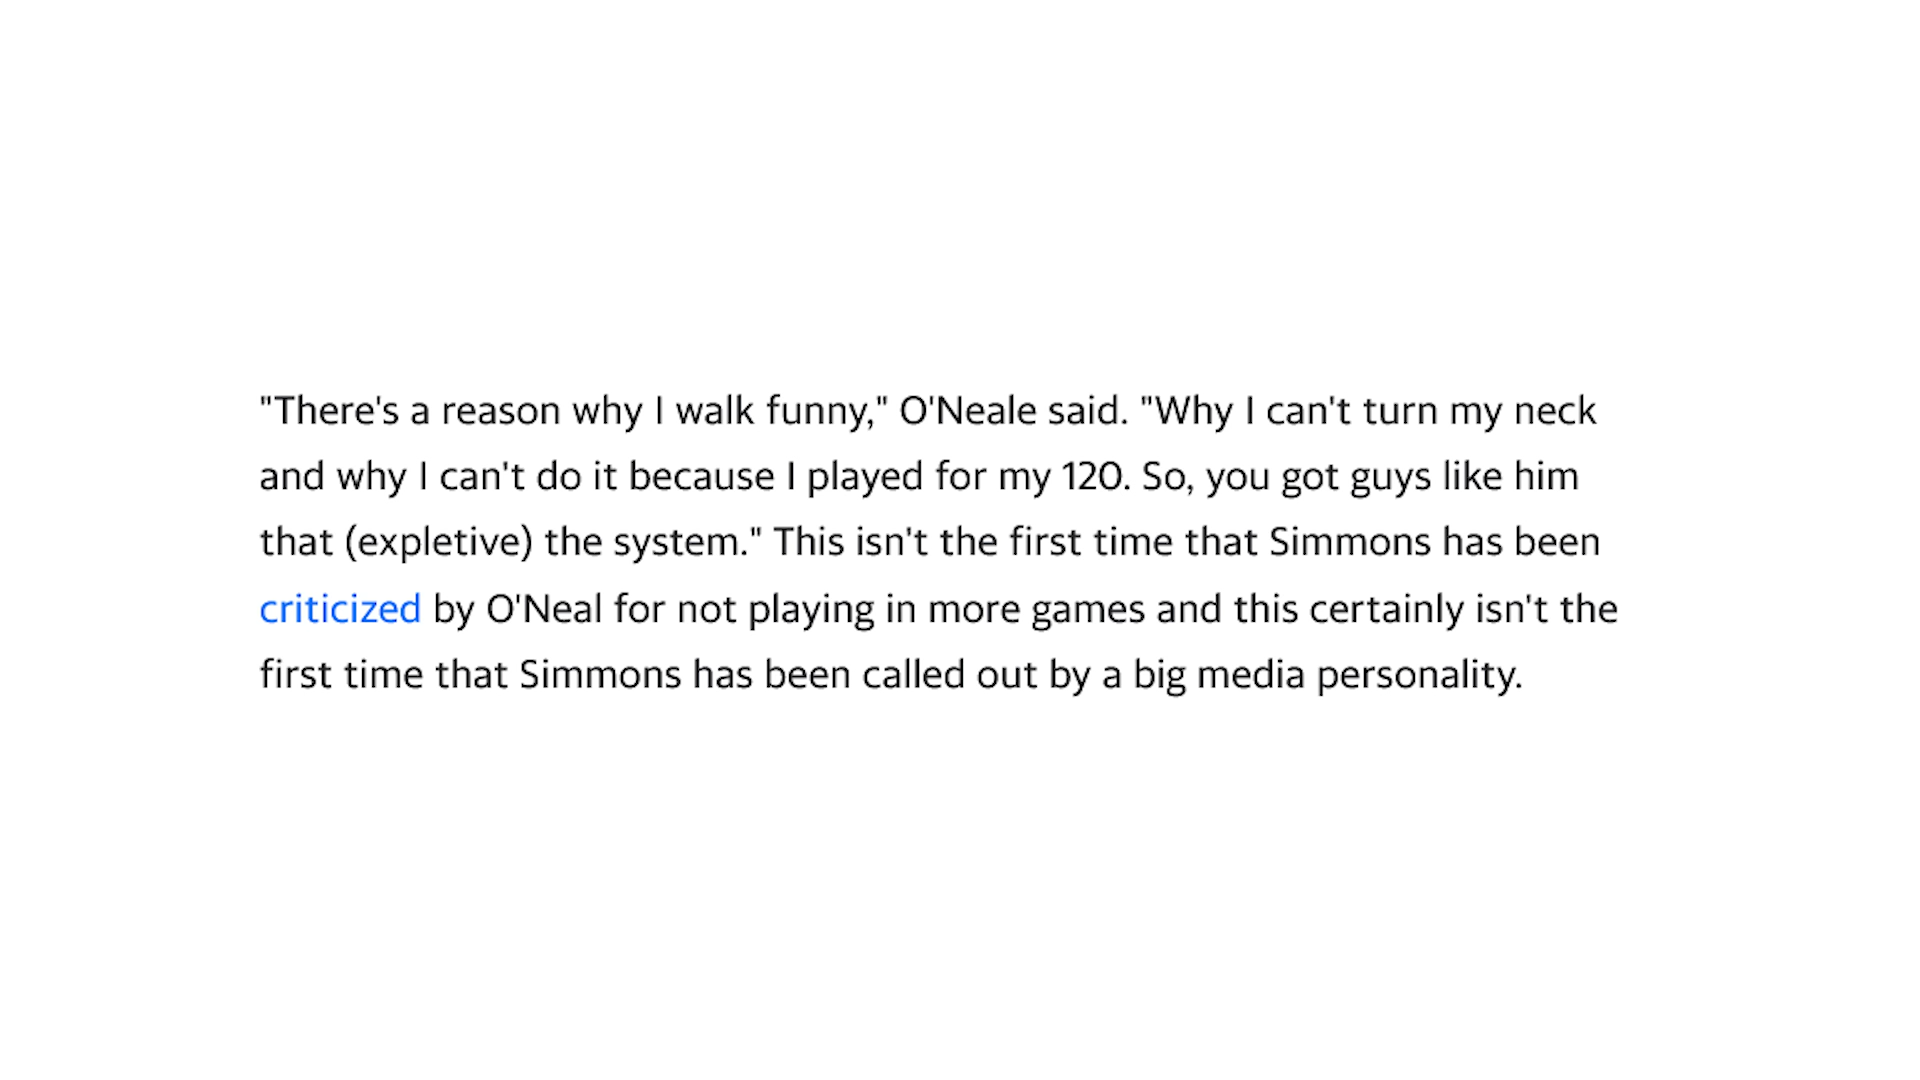 "There's a reason why I walk funny," O'Neale said. "Why I can't turn my neck
and why I can't do it because I played for my 120. So, you got guys like him
that (expletive) the system." This isn't the first time that Simmons has been
criticized by O'Neal for not playing in more games and this certainly isn't the
first time that Simmons has been called out by a big media personality.